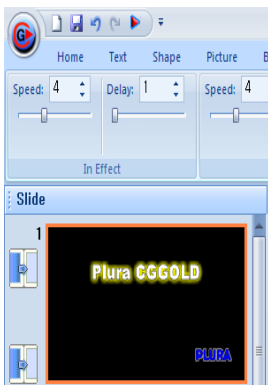 G
Home Text Shape Picture B
Speed: 4 Delay: 1 Speed: 4
In Effect
Slide
1
Plura CGGOLD
PLURA